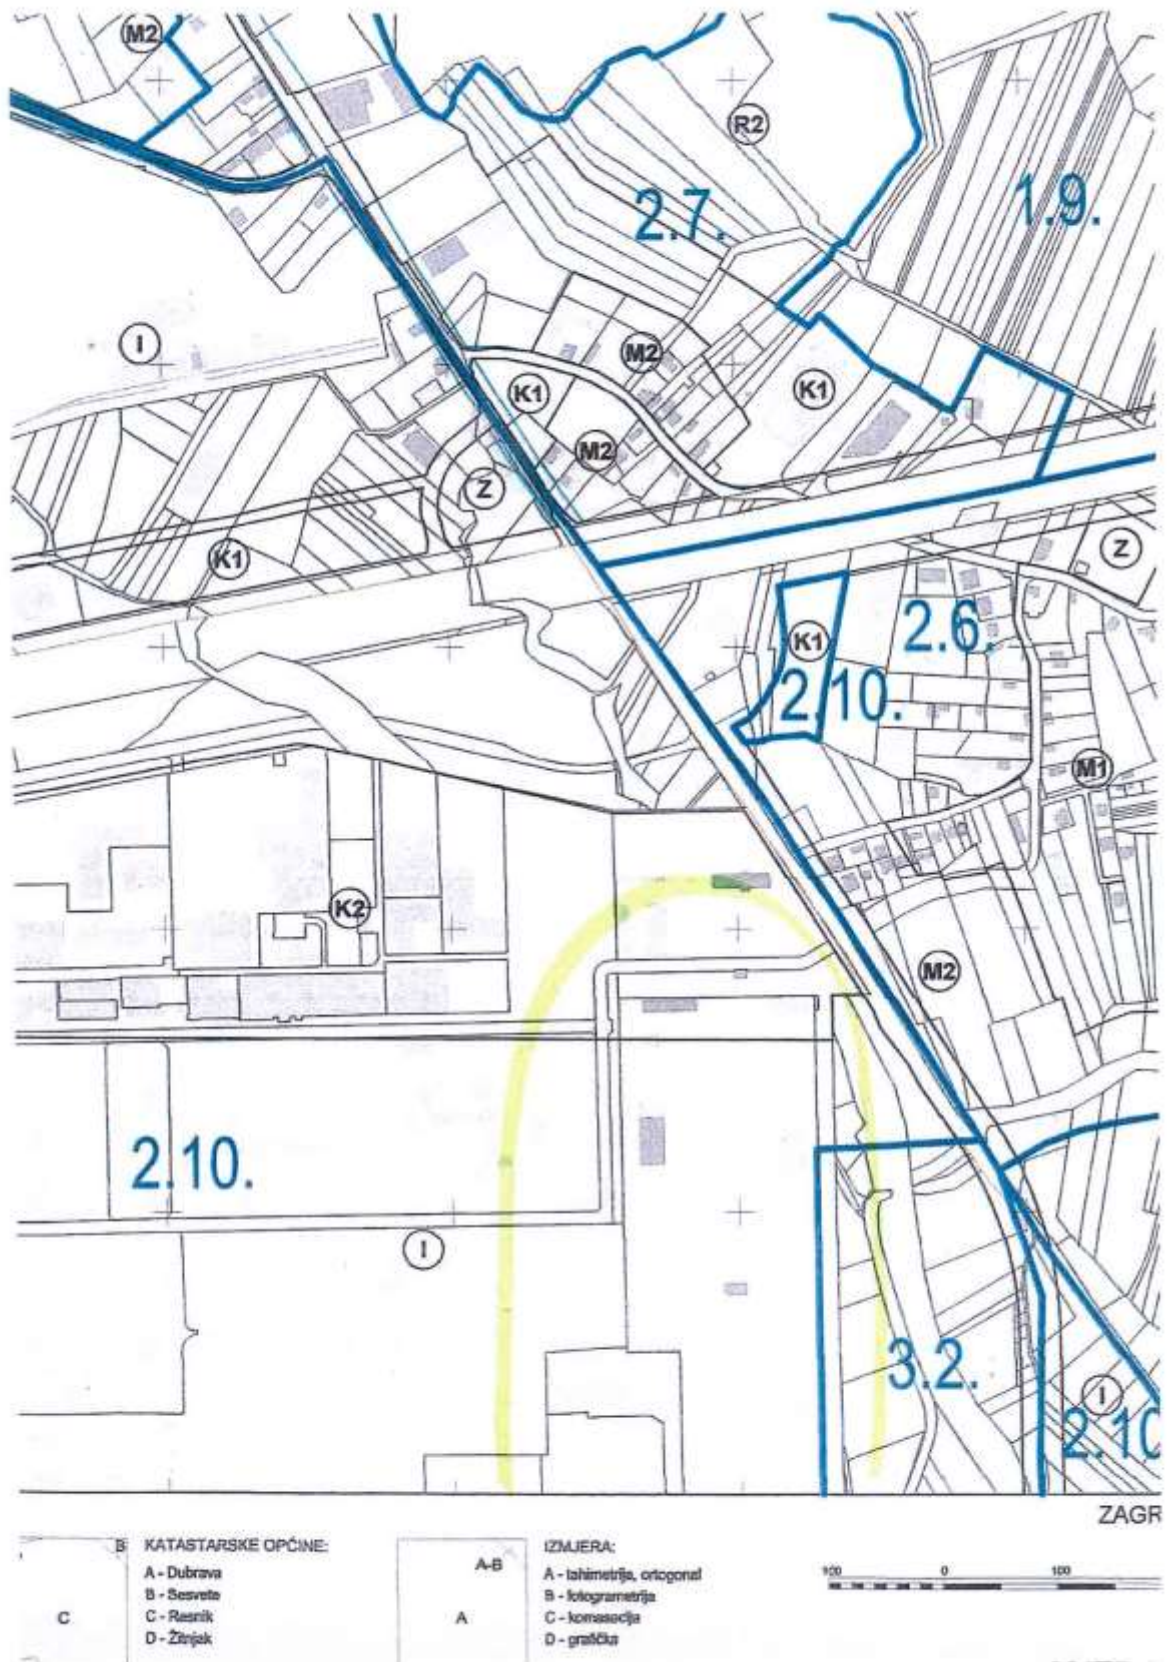 M2
R2
2.7.
1.9.
I
M2
K1
K1
M2
Z
K1
Z
K1
2.6.
2.10.
M1
K2
M2
2.10.
I
3.2.
I
2.10
ZAGR
B
C
KATASTARSKE OPĆINE:
A - Dubrava
B - Sesvete
C - Resnik
D - Žitnjak
A-B
A
IZMJERA:
A - tahimetrija, ortogonal
B - fotogrametrija
C - komasacija
D - grafička
100 0 100